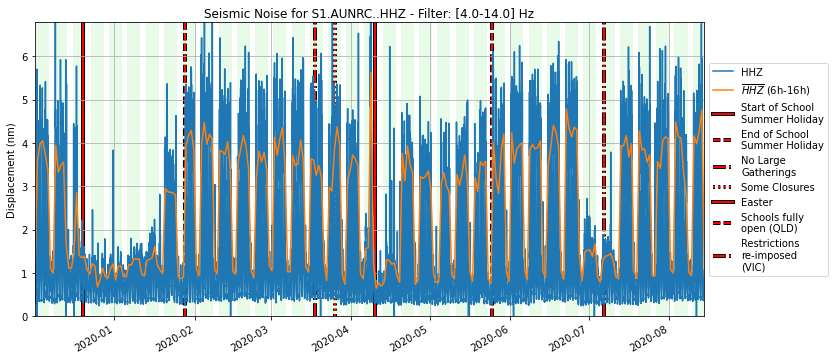 Seismic Noise for S1.AUNRC..HHZ - Filter: [4.0-14.0] Hz
Displacement (nm)
6
5
4
3
2
1
0
2020-01
2020-02
2020-03
2020-04
2020-05
2020-06
2020-07
2020-08
HHZ
HHZ (6h-16h)
Start of School
Summer Holiday
End of School
Summer Holiday
No Large
Gatherings
Some Closures
Easter
Schools fully
open (QLD)
Restrictions
re-imposed
(VIC)